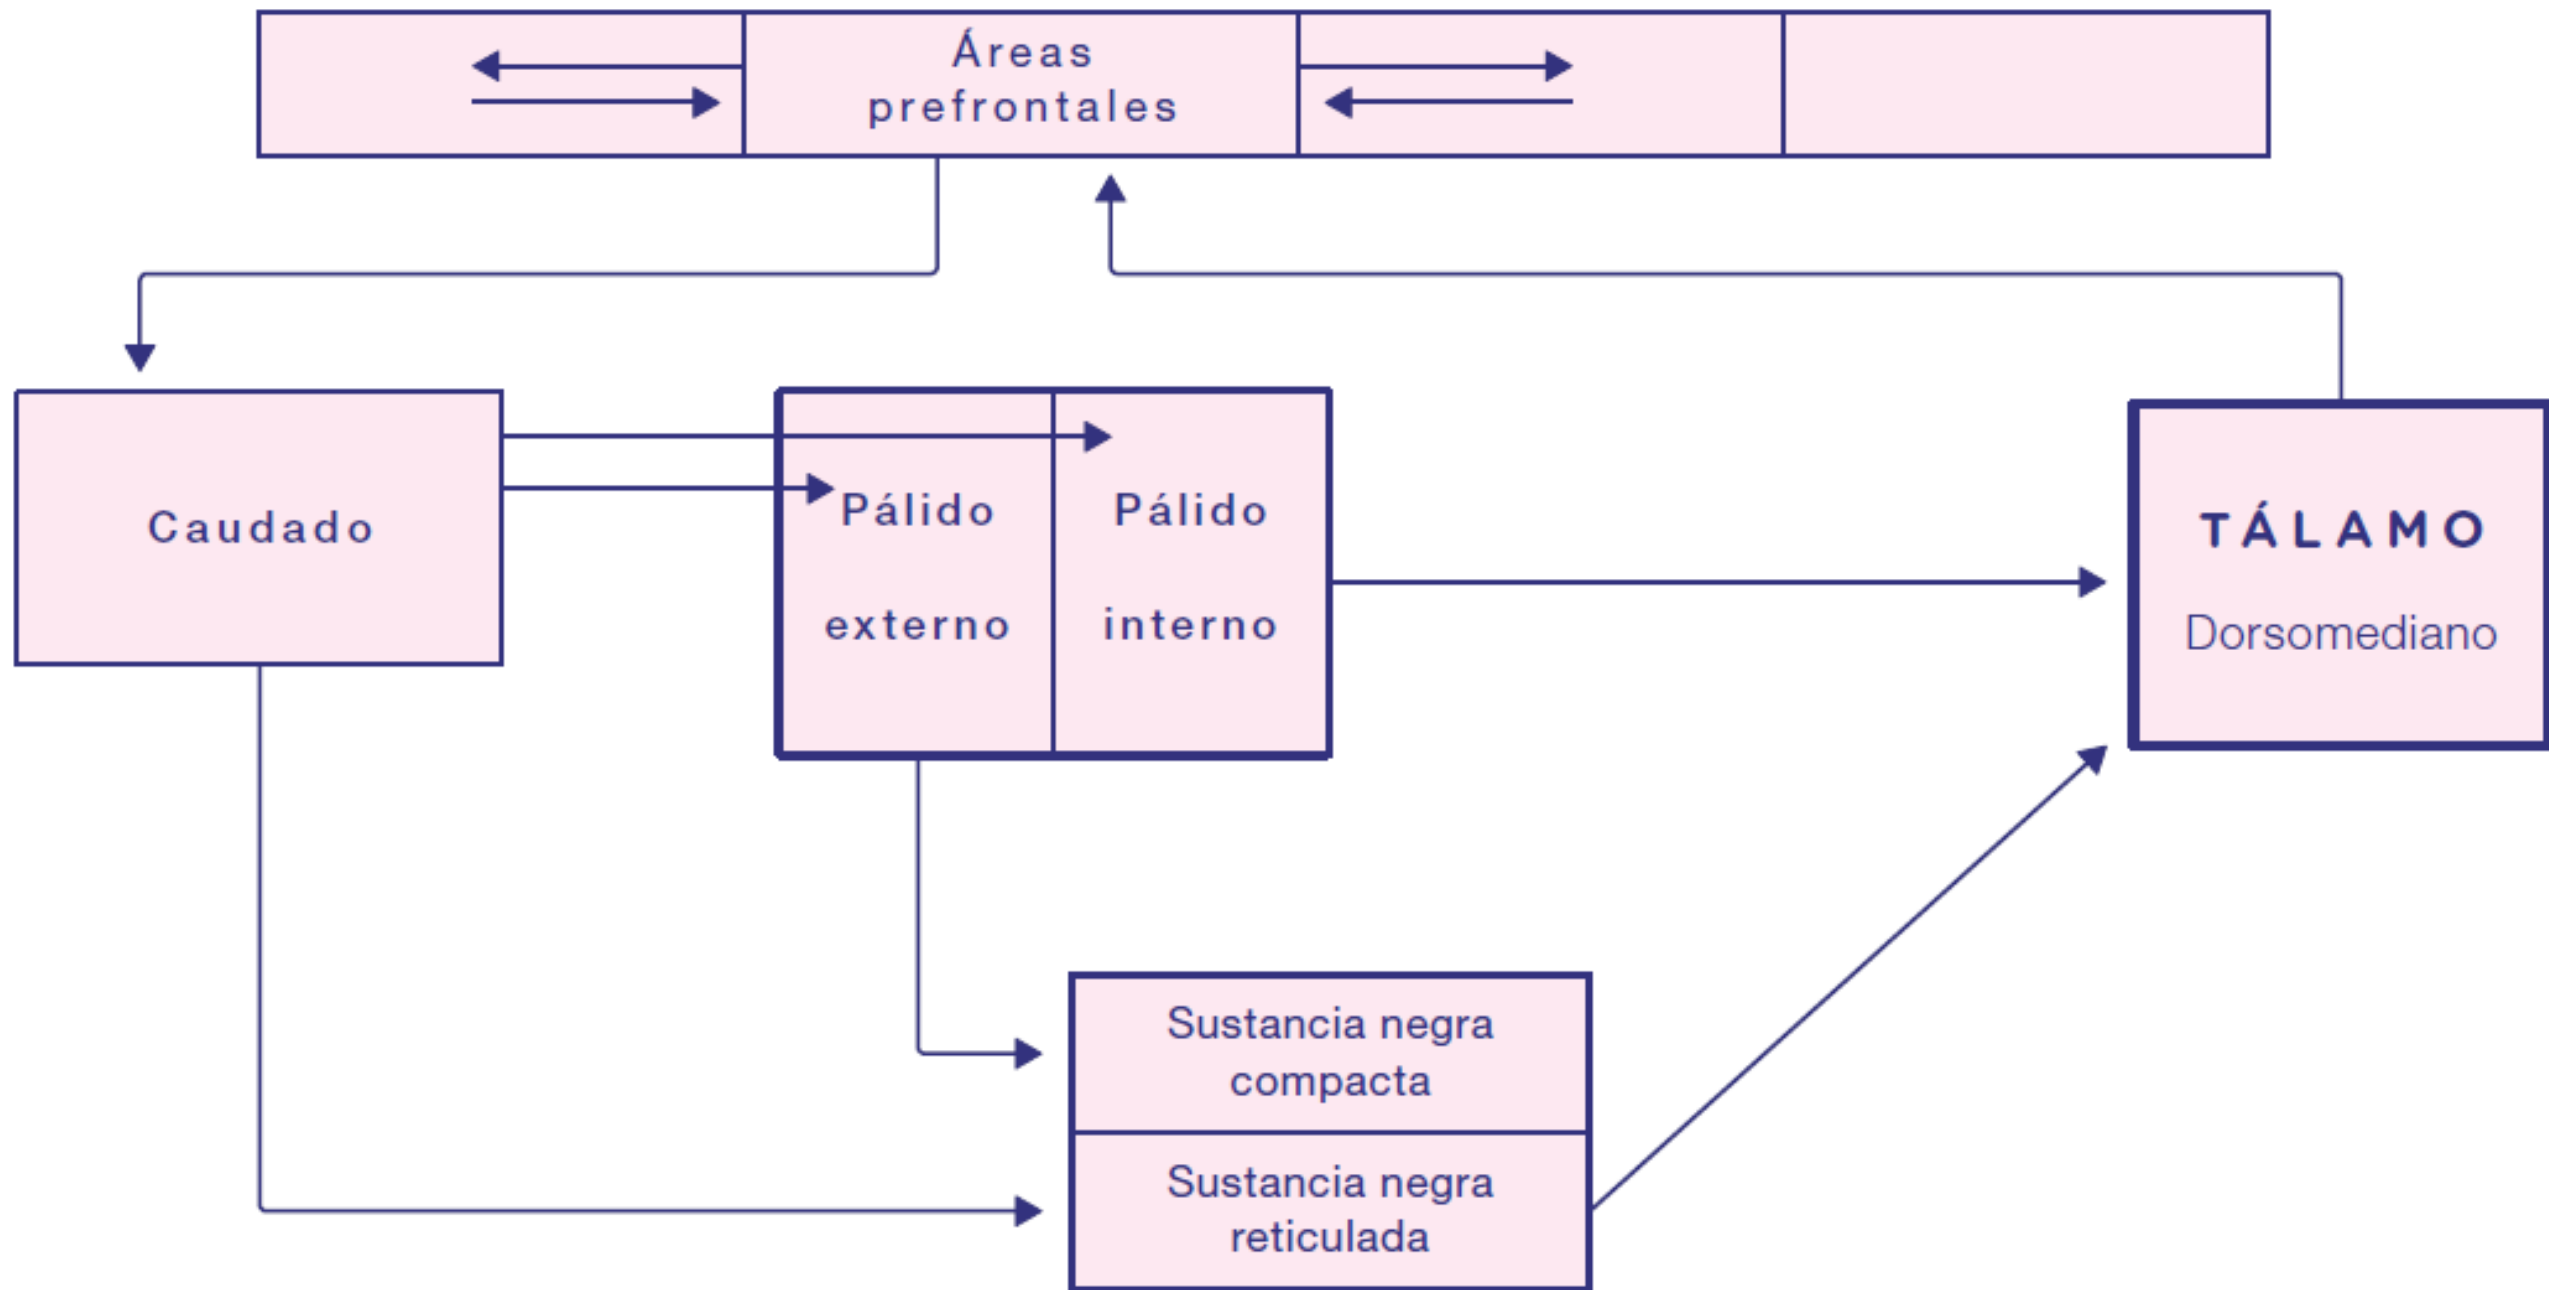 Áreas
prefrontales
Caudado
Pálido
externo
Pálido
interno
TÁLAMO
Dorsomediano
Sustancia negra
compacta
Sustancia negra
reticulada